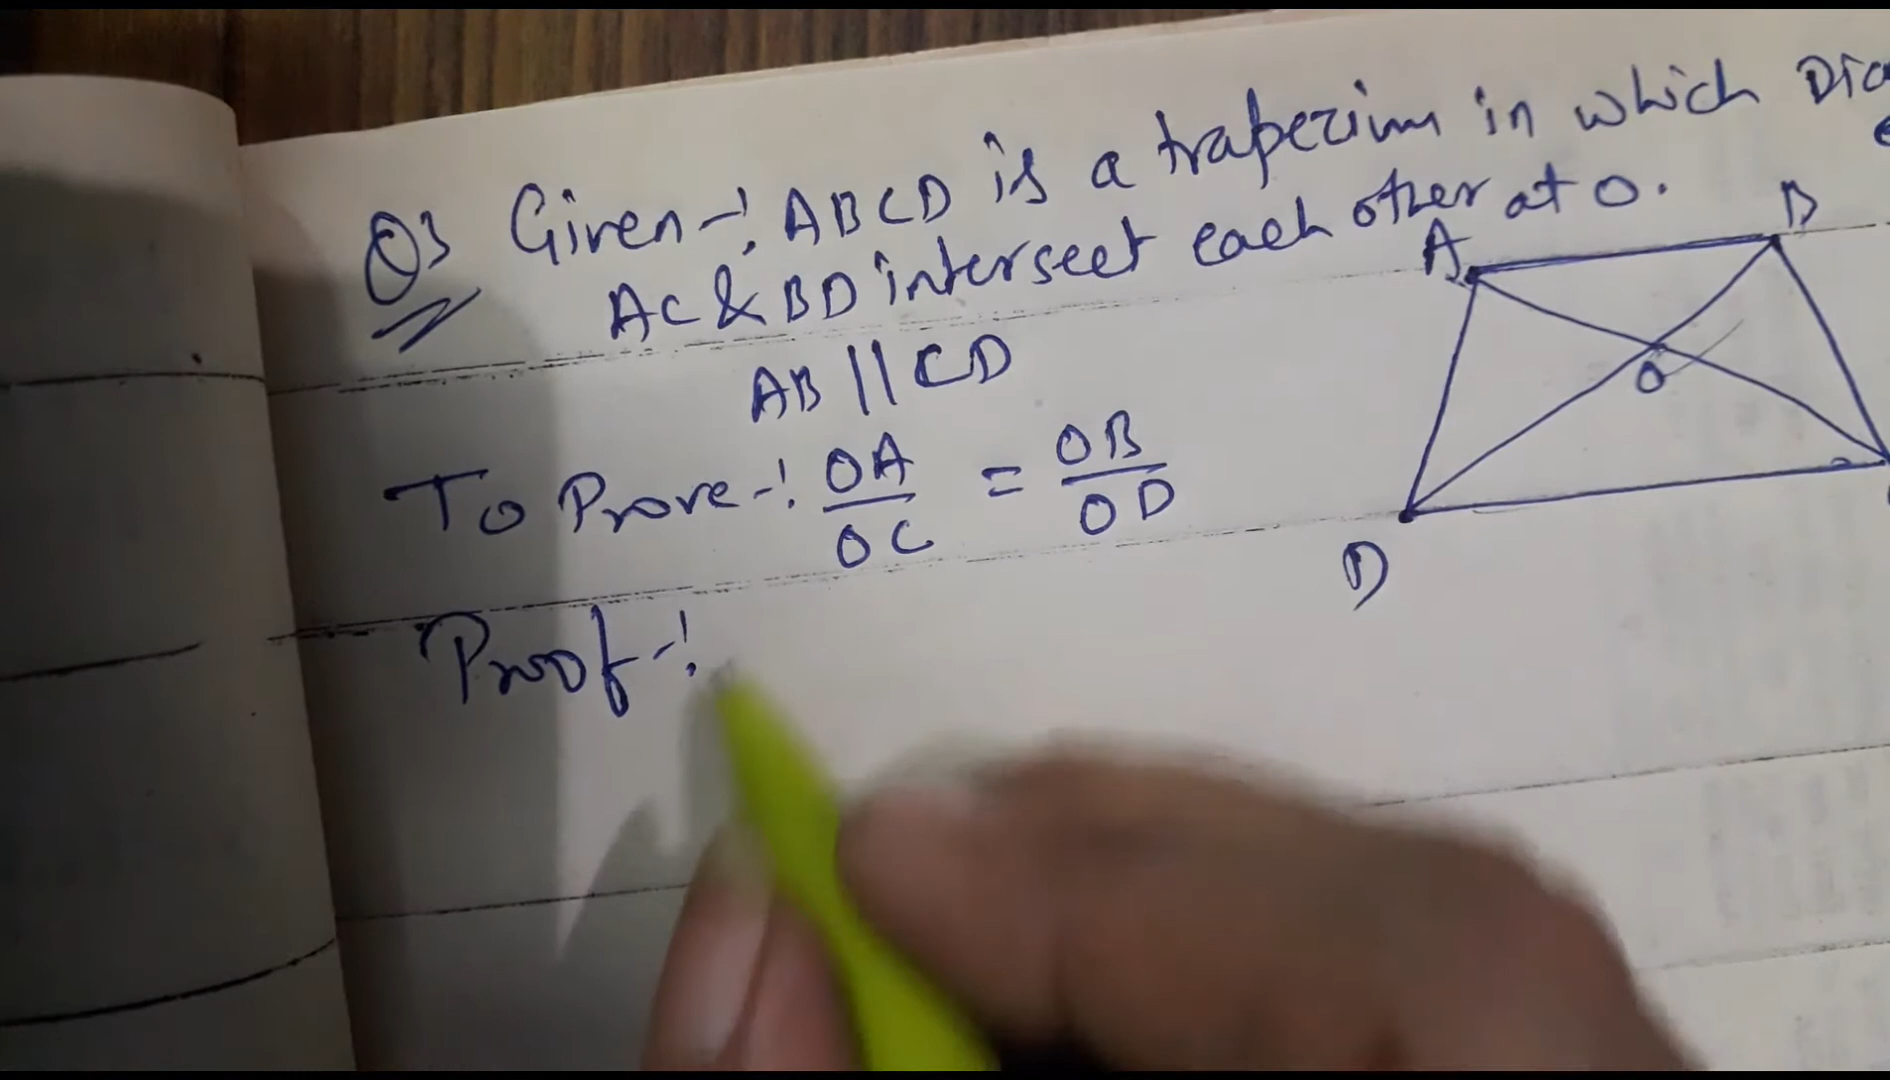 Q3 Given -: ABCD is a trapezium in which
AC & BD intersect each other at O.
AB || CD
To Prove -: OA/OC = OB/OD
Proof -:
A
B
O
D